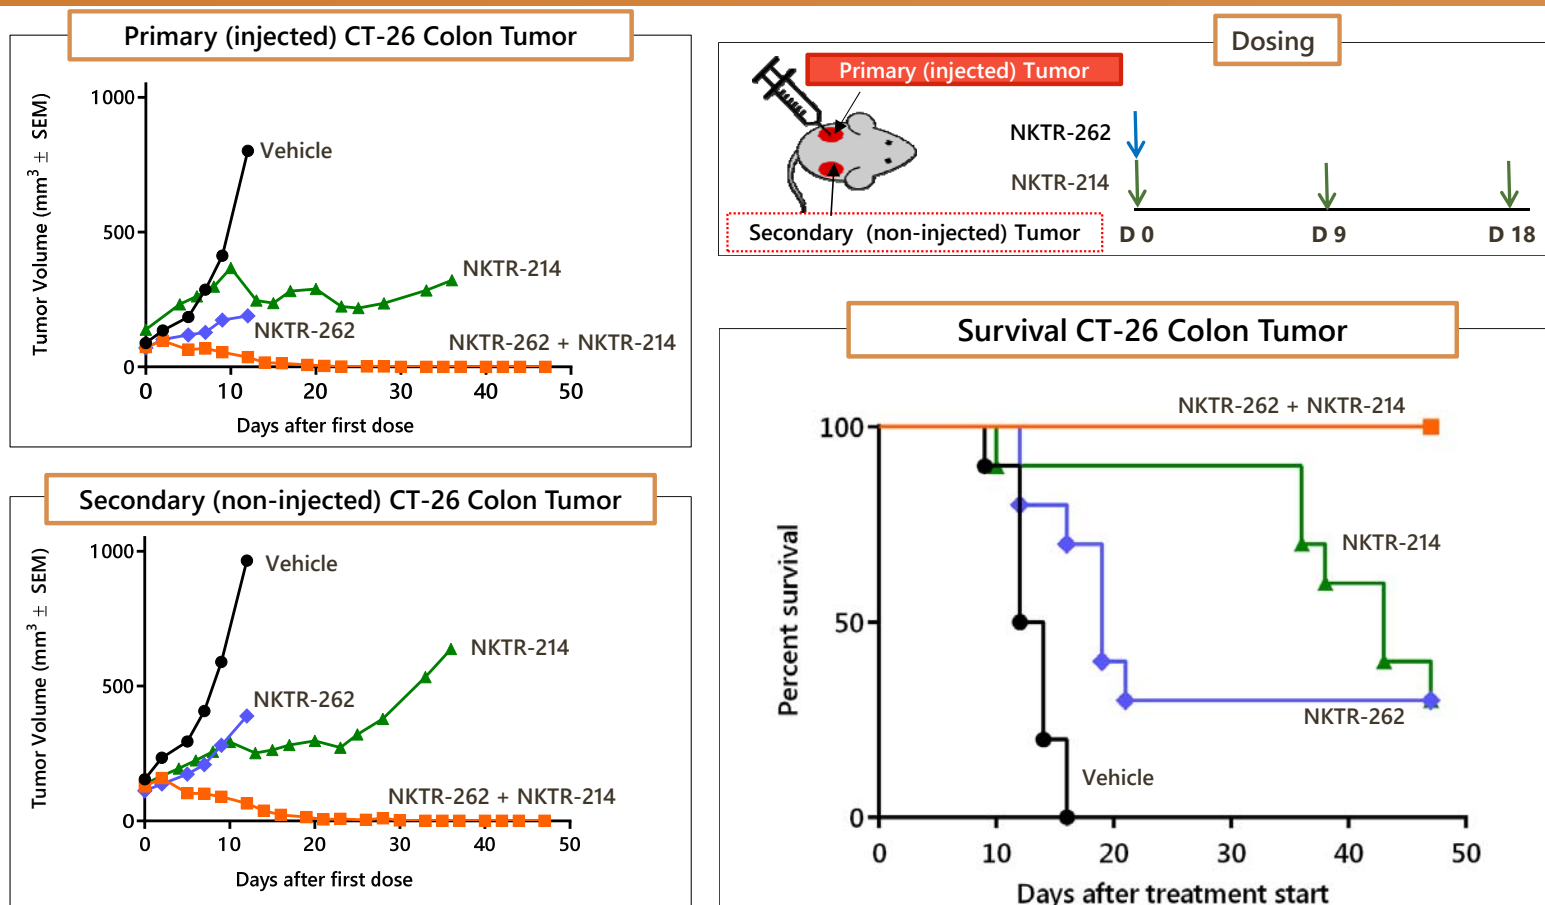 Primary (injected) CT-26 Colon Tumor
Tumor Volume (mm³ ± SEM)
1000
500
0
Vehicle
NKTR-214
NKTR-262
NKTR-262 + NKTR-214
0 10 20 30 40 50
Days after first dose
Secondary (non-injected) CT-26 Colon Tumor
Tumor Volume (mm³ ± SEM)
1000
500
0
Vehicle
NKTR-214
NKTR-262
NKTR-262 + NKTR-214
0 10 20 30 40 50
Days after first dose
Dosing
Primary (injected) Tumor
Secondary (non-injected) Tumor
NKTR-262
NKTR-214
D 0 D 9 D 18
Survival CT-26 Colon Tumor
Percent survival
100
50
0
NKTR-262 + NKTR-214
NKTR-214
NKTR-262
Vehicle
0 10 20 30 40 50
Days after treatment start